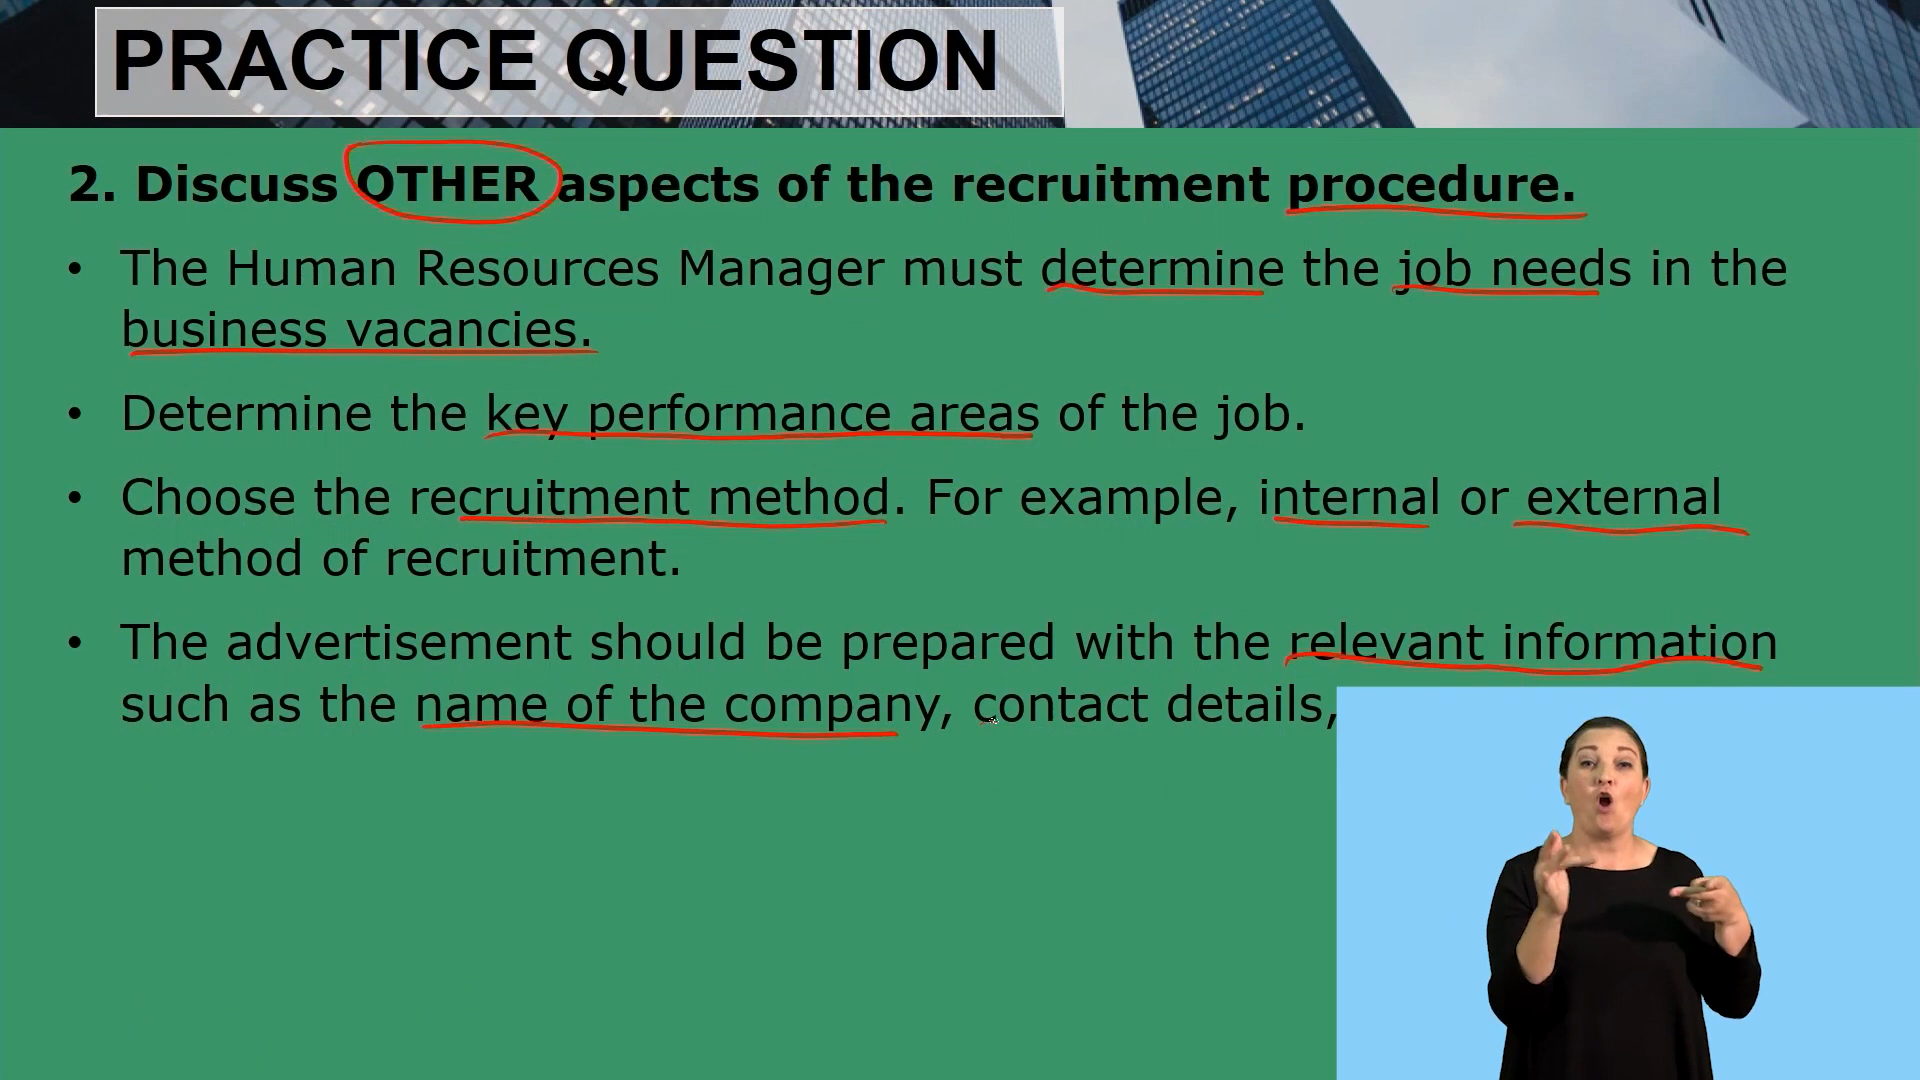 PRACTICE QUESTION
2. Discuss OTHER aspects of the recruitment procedure.
• The Human Resources Manager must determine the job needs in the
business vacancies.
• Determine the key performance areas of the job.
• Choose the recruitment method. For example, internal or external
method of recruitment.
• The advertisement should be prepared with the relevant information
such as the name of the company, contact details,